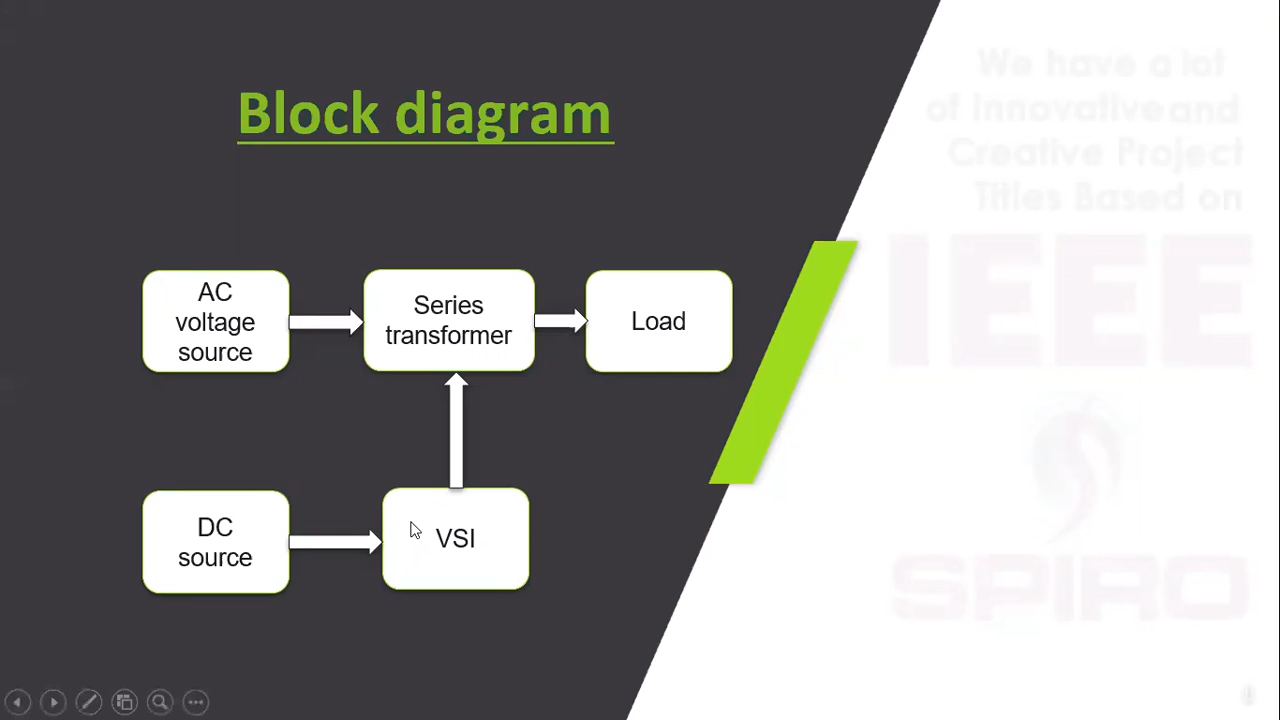 Block diagram
We have a lot
of Innovative and
Creative Project
Titles Based on
IEEE
SPIRO
AC
voltage
source
Series
transformer
Load
DC
source
VSI